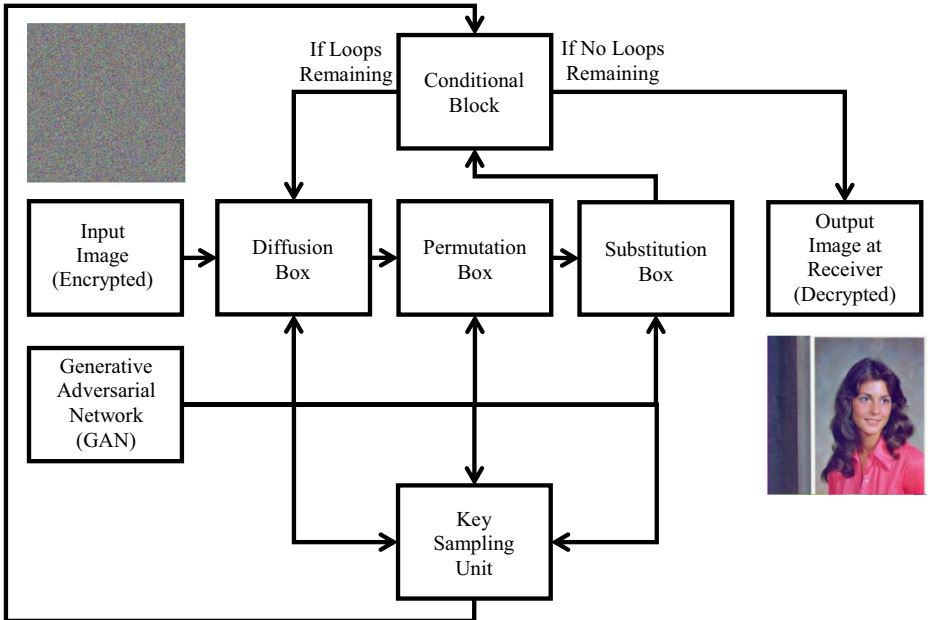 If Loops
Remaining
Conditional
Block
If No Loops
Remaining
Input
Image
(Encrypted)
Diffusion
Box
Permutation
Box
Substitution
Box
Output
Image at
Receiver
(Decrypted)
Generative
Adversarial
Network
(GAN)
Key
Sampling
Unit